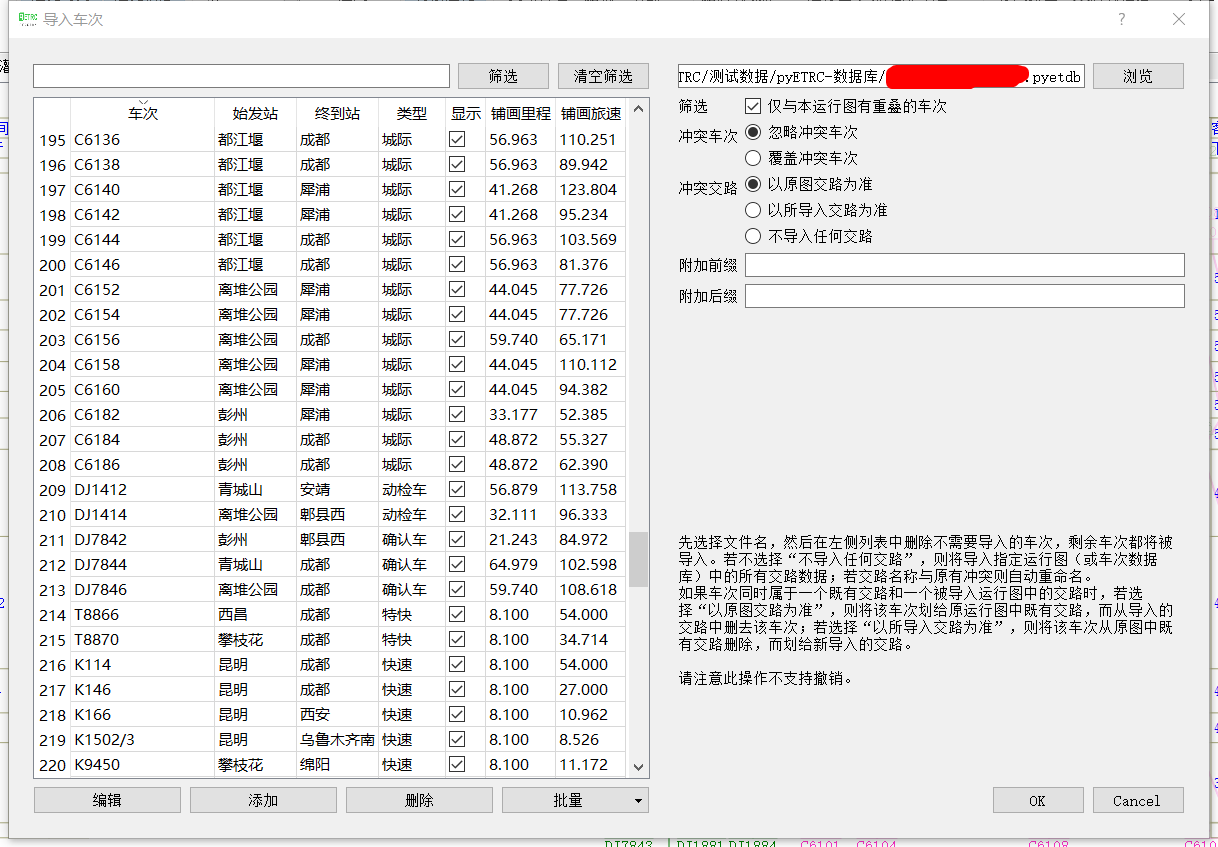 导入车次
筛选 清空筛选
TRC/测试数据/pyETRC-数据库/ .pyetdb 浏览
车次 始发站 终到站 类型 显示 铺画里程 铺画旅速
195 C6136 都江堰 成都 城际 56.963 110.251
196 C6138 都江堰 成都 城际 56.963 89.942
197 C6140 都江堰 犀浦 城际 41.268 123.804
198 C6142 都江堰 犀浦 城际 41.268 95.234
199 C6144 都江堰 成都 城际 56.963 103.569
200 C6146 都江堰 成都 城际 56.963 81.376
201 C6152 离堆公园 犀浦 城际 44.045 77.726
202 C6154 离堆公园 犀浦 城际 44.045 77.726
203 C6156 离堆公园 成都 城际 59.740 65.171
204 C6158 离堆公园 犀浦 城际 44.045 110.112
205 C6160 离堆公园 犀浦 城际 44.045 94.382
206 C6182 彭州 犀浦 城际 33.177 52.385
207 C6184 彭州 成都 城际 48.872 55.327
208 C6186 彭州 成都 城际 48.872 62.390
209 DJ1412 青城山 安靖 动检车 56.879 113.758
210 DJ1414 离堆公园 郫县西 动检车 32.111 96.333
211 DJ7842 彭州 郫县西 确认车 21.243 84.972
212 DJ7844 青城山 成都 确认车 64.979 102.598
213 DJ7846 离堆公园 成都 确认车 59.740 108.618
214 T8866 西昌 成都 特快 8.100 54.000
215 T8870 攀枝花 成都 特快 8.100 34.714
216 K114 昆明 成都 快速 8.100 54.000
217 K146 昆明 成都 快速 8.100 27.000
218 K166 昆明 西安 快速 8.100 10.962
219 K1502/3 昆明 乌鲁木齐南 快速 8.100 8.526
220 K9450 攀枝花 绵阳 快速 8.100 11.172
编辑 添加 删除 批量
筛选 仅与本运行图有重叠的车次
冲突车次 忽略冲突车次
覆盖冲突车次
冲突交路 以原图交路为准
以所导入交路为准
不导入任何交路
附加前缀
附加后缀
先选择文件名，然后在左侧列表中删除不需要导入的车次，剩余车次都将被
导入。若不选择“不导入任何交路”，则将导入指定运行图（或车次数据
库）中的所有交路数据；若交路名称与原有冲突则自动重命名。
如果车次同时属于一个既有交路和一个被导入运行图中的交路时，若选
择“以原图交路为准”，则将该车次划给原运行图中既有交路，而从导入的
交路中删去该车次；若选择“以所导入交路为准”，则将该车次从原图中既
有交路删除，而划给新导入的交路。
请注意此操作不支持撤销。
OK Cancel